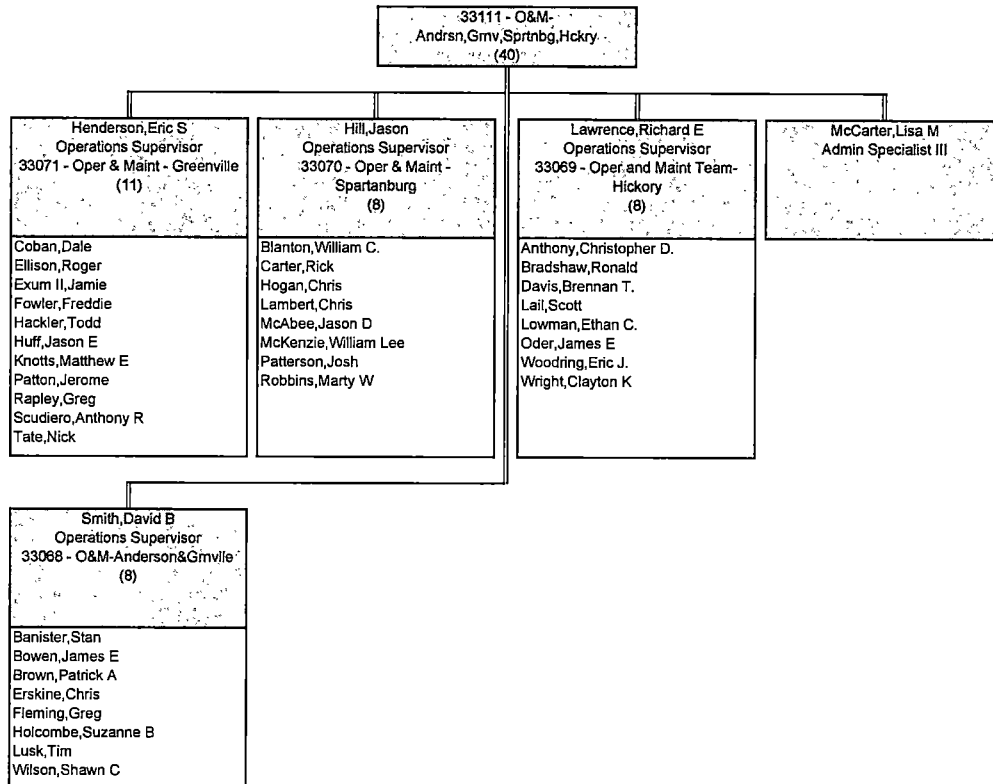 33111 - O&M-
Andrsn,Grnv,Sprtnbg,Hckry
(40)
Henderson,Eric S
Operations Supervisor
33071 - Oper & Maint - Greenville
(11)
Coban,Dale
Ellison,Roger
Exum II,Jamie
Fowler,Freddie
Hackler,Todd
Huff,Jason E
Knotts,Matthew E
Patton,Jerome
Rapley,Greg
Scudiero,Anthony R
Tate,Nick
Hill,Jason
Operations Supervisor
33070 - Oper & Maint -
Spartanburg
(8)
Blanton,William C.
Carter,Rick
Hogan,Chris
Lambert,Chris
McAbee,Jason D
McKenzie,William Lee
Patterson,Josh
Robbins,Marty W
Lawrence,Richard E
Operations Supervisor
33069 - Oper and Maint Team-
Hickory
(8)
Anthony,Christopher D.
Bradshaw,Ronald
Davis,Brennan T.
Lail,Scott
Lowman,Ethan C.
Oder,James E
Woodring,Eric J.
Wright,Clayton K
McCarter,Lisa M
Admin Specialist III
Smith,David B
Operations Supervisor
33068 - O&M-Anderson&Grnvlle
(8)
Banister,Stan
Bowen,James E
Brown,Patrick A
Erskine,Chris
Fleming,Greg
Holcombe,Suzanne B
Lusk,Tim
Wilson,Shawn C